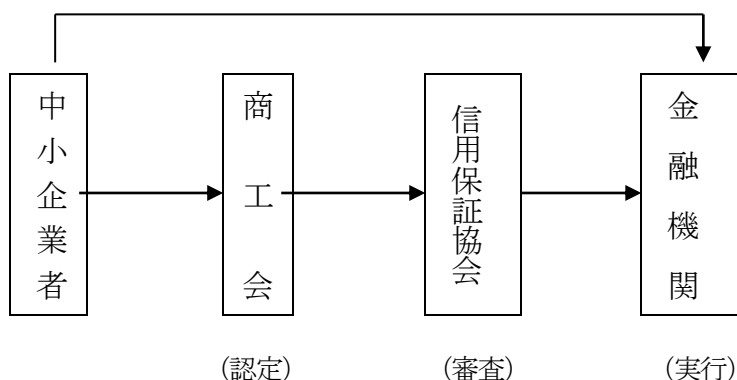 中小企業者
商工会
信用保証協会
金融機関
(認定)
(審査)
(実行)